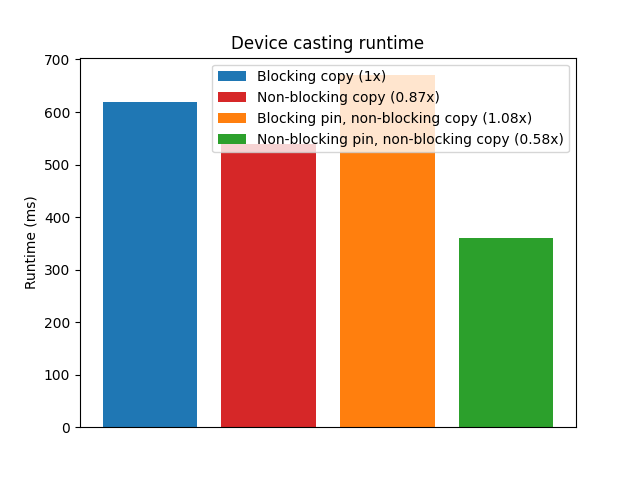 Device casting runtime
Blocking copy (1x)
Non-blocking copy (0.87x)
Blocking pin, non-blocking copy (1.08x)
Non-blocking pin, non-blocking copy (0.58x)
Runtime (ms)
700
600
500
400
300
200
100
0